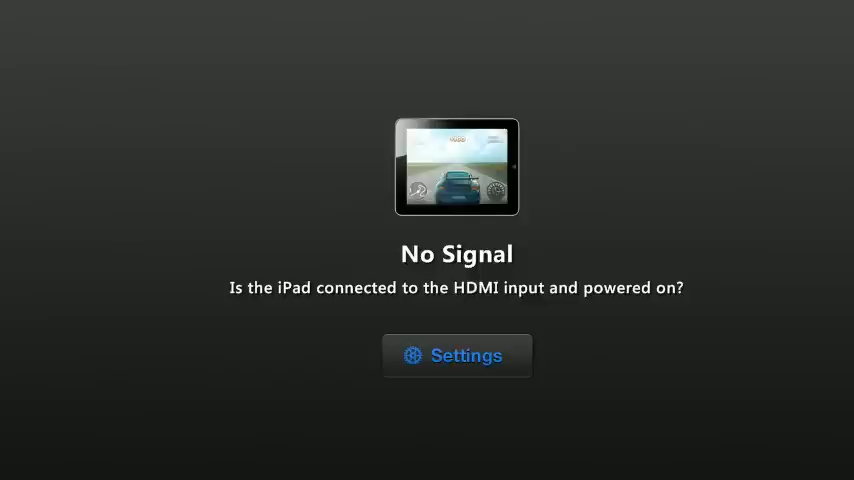 No Signal
Is the iPad connected to the HDMI input and powered on?
Settings